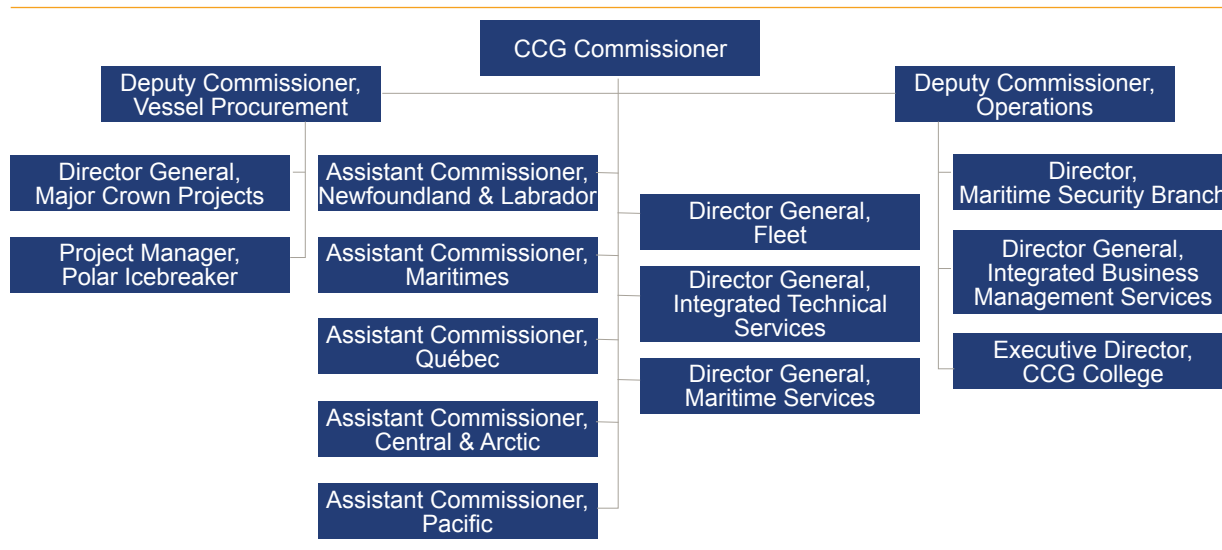 CCG Commissioner
Deputy Commissioner,
Vessel Procurement
Deputy Commissioner,
Operations
Director General,
Major Crown Projects
Project Manager,
Polar Icebreaker
Assistant Commissioner,
Newfoundland & Labrador
Assistant Commissioner,
Maritimes
Assistant Commissioner,
Québec
Assistant Commissioner,
Central & Arctic
Assistant Commissioner,
Pacific
Director General,
Fleet
Director General,
Integrated Technical
Services
Director General,
Maritime Services
Director,
Maritime Security Branch
Director General,
Integrated Business
Management Services
Executive Director,
CCG College